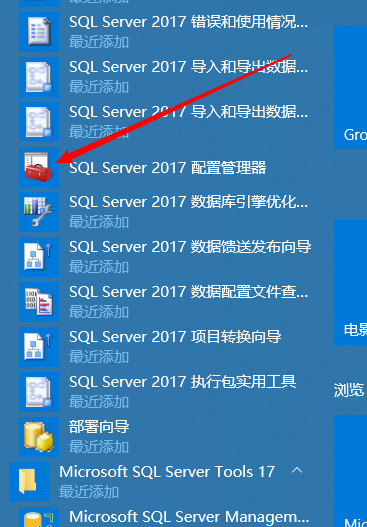 SQL Server 2017 错误和使用情况...
最近添加
SQL Server 2017 导入和导出数据...
最近添加
SQL Server 2017 导入和导出数据...
最近添加
SQL Server 2017 配置管理器
SQL Server 2017 数据库引擎优化...
最近添加
SQL Server 2017 数据馈送发布向导
最近添加
SQL Server 2017 数据配置文件查...
最近添加
SQL Server 2017 项目转换向导
最近添加
SQL Server 2017 执行包实用工具
最近添加
部署向导
最近添加
Microsoft SQL Server Tools 17
最近添加
Microsoft SQL Server Managem...
Gro
电影
浏览
Mic